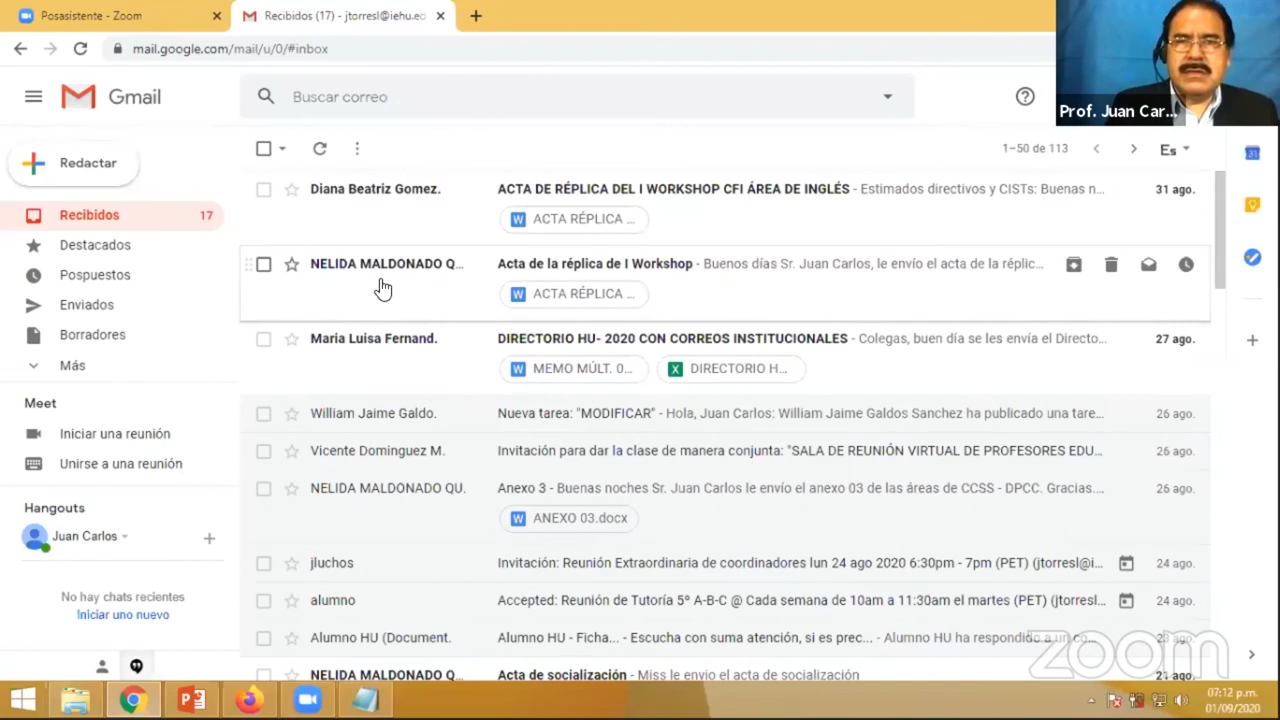 Posasistente - Zoom
Recibidos (17) - jtorresl@iehu.ed
mail.google.com/mail/u/0/#inbox
Gmail
Buscar correo
Prof. Juan Car...
Redactar
1–50 de 113
Es
Recibidos 17
Destacados
Pospuestos
Enviados
Borradores
Más
Meet
Iniciar una reunión
Unirse a una reunión
Hangouts
Juan Carlos
No hay chats recientes
Iniciar uno nuevo
Diana Beatriz Gomez. ACTA DE RÉPLICA DEL I WORKSHOP CFI ÁREA DE INGLÉS - Estimados directivos y CISTs: Buenas n... 31 ago.
W ACTA RÉPLICA ...
NELIDA MALDONADO Q... Acta de la réplica de I Workshop - Buenos días Sr. Juan Carlos, le envío el acta de la réplic...
W ACTA RÉPLICA ...
Maria Luisa Fernand. DIRECTORIO HU- 2020 CON CORREOS INSTITUCIONALES - Colegas, buen día se les envía el Directo... 27 ago.
W MEMO MÚLT. 0... X DIRECTORIO H...
William Jaime Galdo. Nueva tarea: "MODIFICAR" - Hola, Juan Carlos: William Jaime Galdos Sanchez ha publicado una tare... 26 ago.
Vicente Dominguez M. Invitación para dar la clase de manera conjunta: "SALA DE REUNIÓN VIRTUAL DE PROFESORES EDU... 26 ago.
NELIDA MALDONADO QU. Anexo 3 - Buenas noches Sr. Juan Carlos le envío el anexo 03 de las áreas de CCSS - DPCC. Gracias.... 26 ago.
W ANEXO 03.docx
jluchos Invitación: Reunión Extraordinaria de coordinadores lun 24 ago 2020 6:30pm - 7pm (PET) (jtorresl@i... 24 ago.
alumno Accepted: Reunión de Tutoría 5º A-B-C @ Cada semana de 10am a 11:30am el martes (PET) (jtorresl... 24 ago.
Alumno HU (Document. Alumno HU - Ficha... - Escucha con suma atención, si es prec... - Alumno HU ha respondido a un co... 23 ago.
NELIDA MALDONADO Q... Acta de socialización - Miss le envio el acta de socialización 21 ago.
zoom
07:12 p.m.
01/09/2020